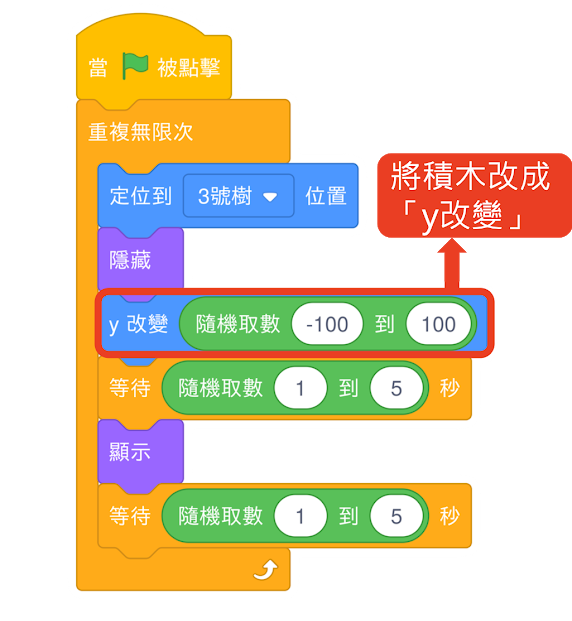 當 被點擊
重複無限次
定位到 3號樹 位置
將積木改成
「y改變」
隱藏
y 改變 隨機取數 -100 到 100
等待 隨機取數 1 到 5 秒
顯示
等待 隨機取數 1 到 5 秒